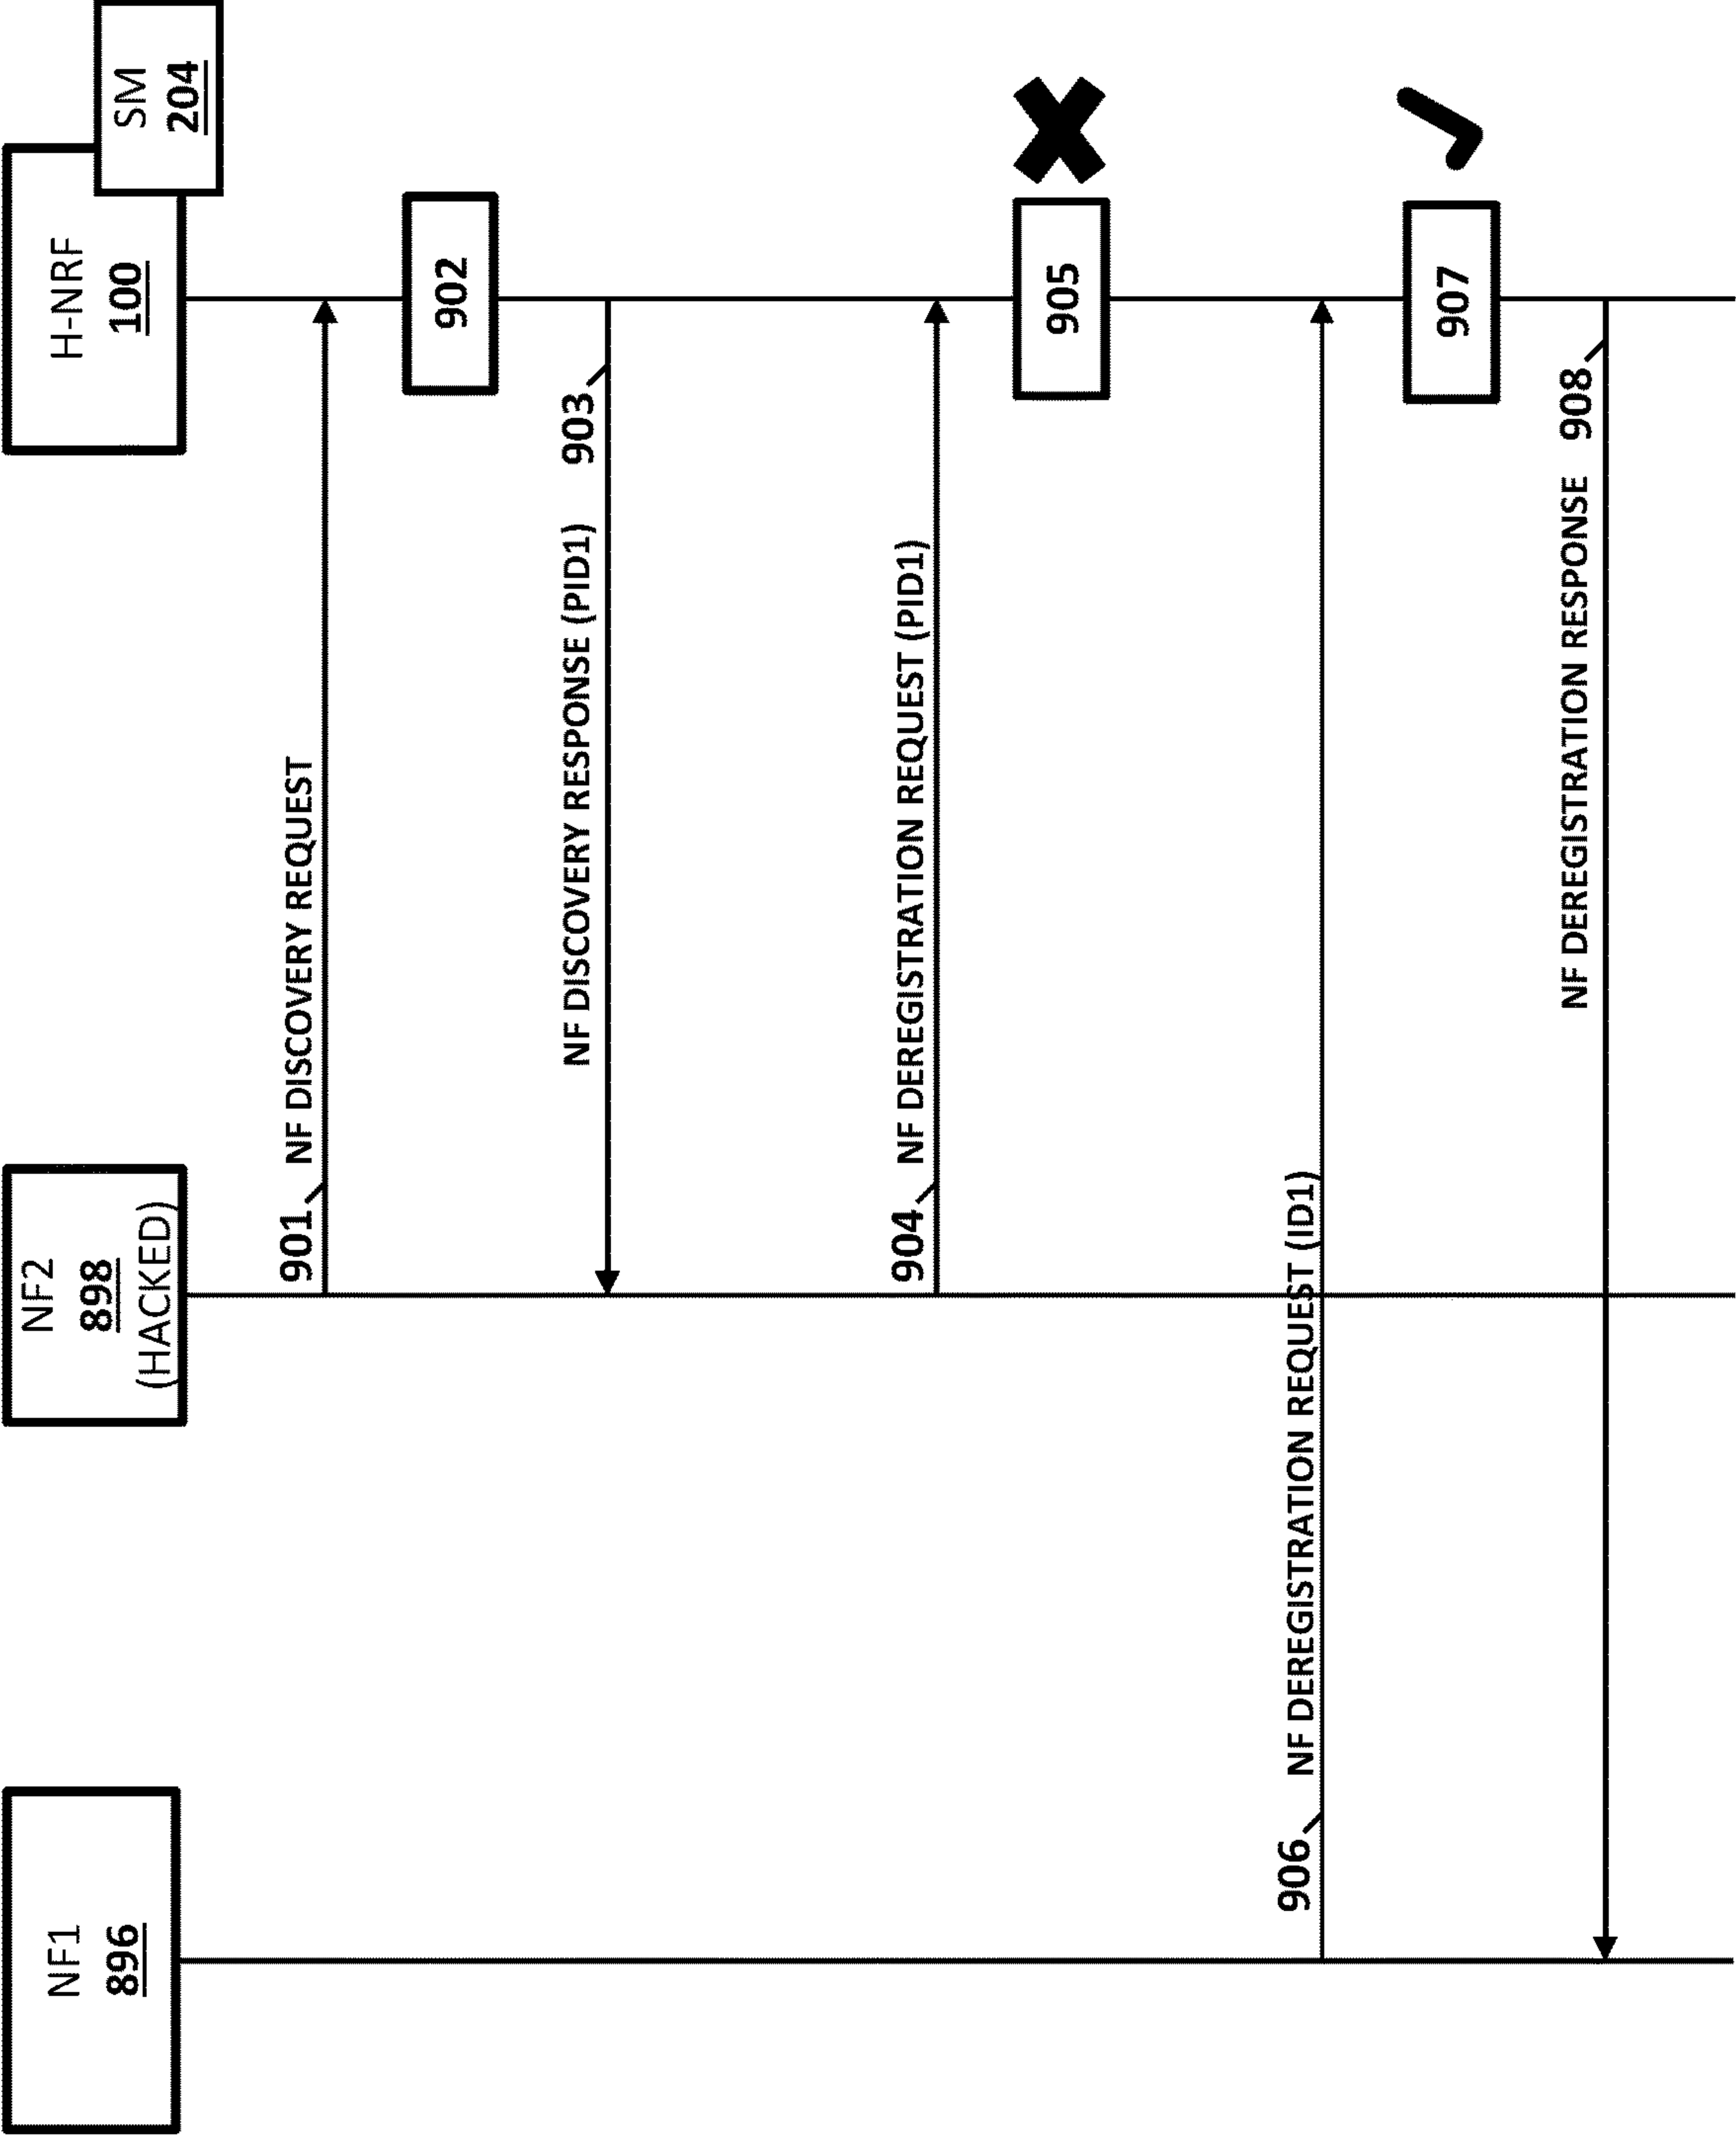 NF1
896
NF2
898
(HACKED)
H-NRF
100
SM
204
901
NF DISCOVERY REQUEST
902
NF DISCOVERY RESPONSE (PID1)
903
904
NF DEREGISTRATION REQUEST (PID1)
905
906
NF DEREGISTRATION REQUEST (ID1)
907
NF DEREGISTRATION RESPONSE
908